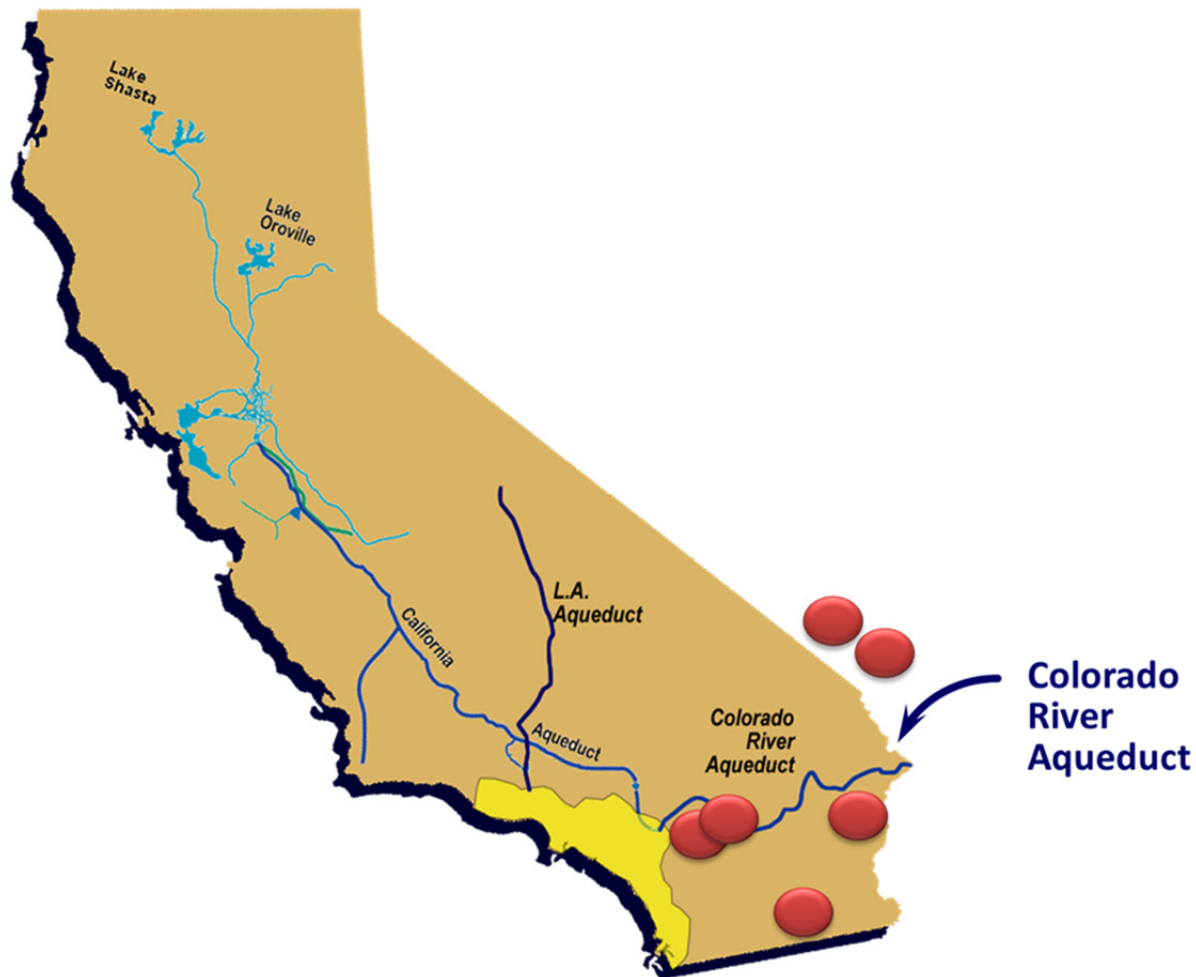 Lake
Shasta
Lake
Oroville
L.A.
Aqueduct
California
Aqueduct
Colorado
River
Aqueduct
Colorado
River
Aqueduct